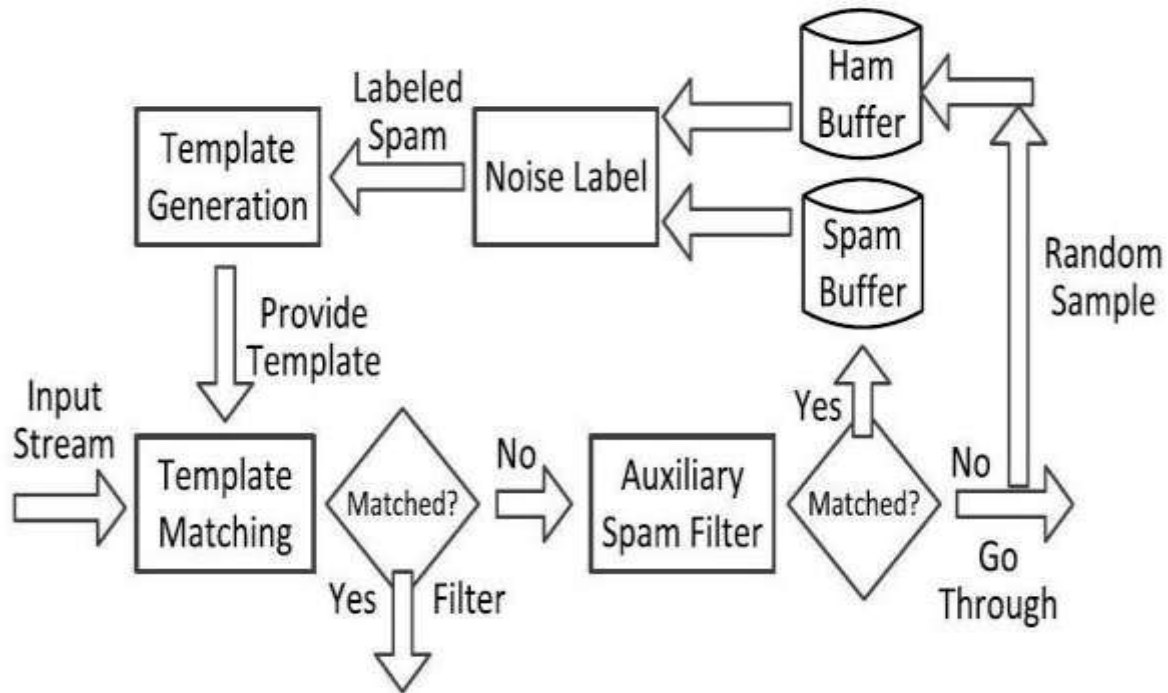 Ham
Buffer
Labeled
Spam
Template
Generation
Noise Label
Spam
Buffer
Random
Sample
Provide
Template
Input
Stream
Template
Matching
Matched?
Yes
Filter
No
Auxiliary
Spam Filter
Matched?
Yes
No
Go
Through